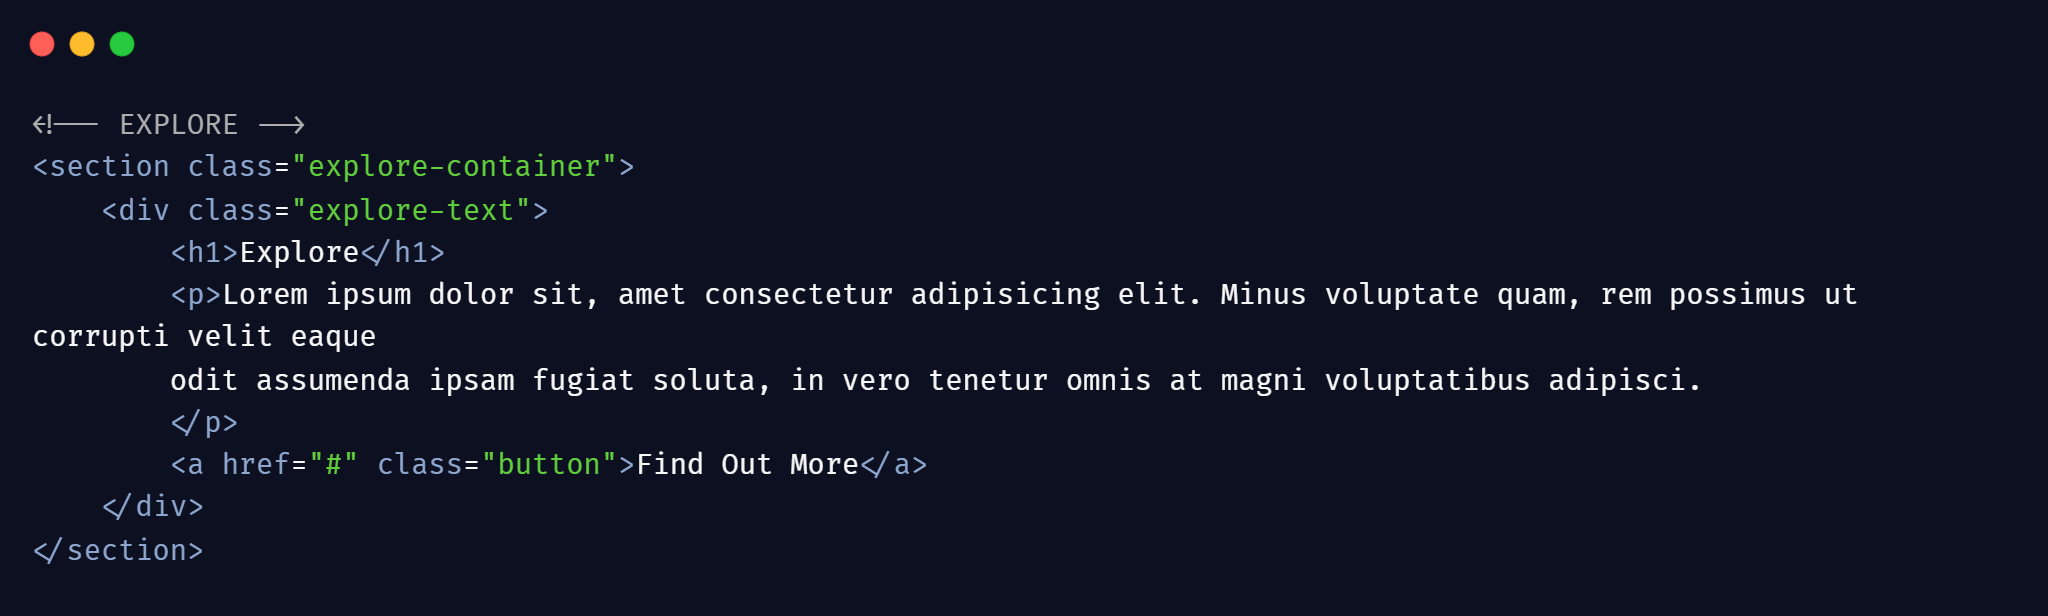 <!-- EXPLORE -->
<section class="explore-container">
    <div class="explore-text">
        <h1>Explore</h1>
        <p>Lorem ipsum dolor sit, amet consectetur adipisicing elit. Minus voluptate quam, rem possimus ut
corrupti velit eaque
        odit assumenda ipsam fugiat soluta, in vero tenetur omnis at magni voluptatibus adipisci.
        </p>
        <a href="#" class="button">Find Out More</a>
    </div>
</section>